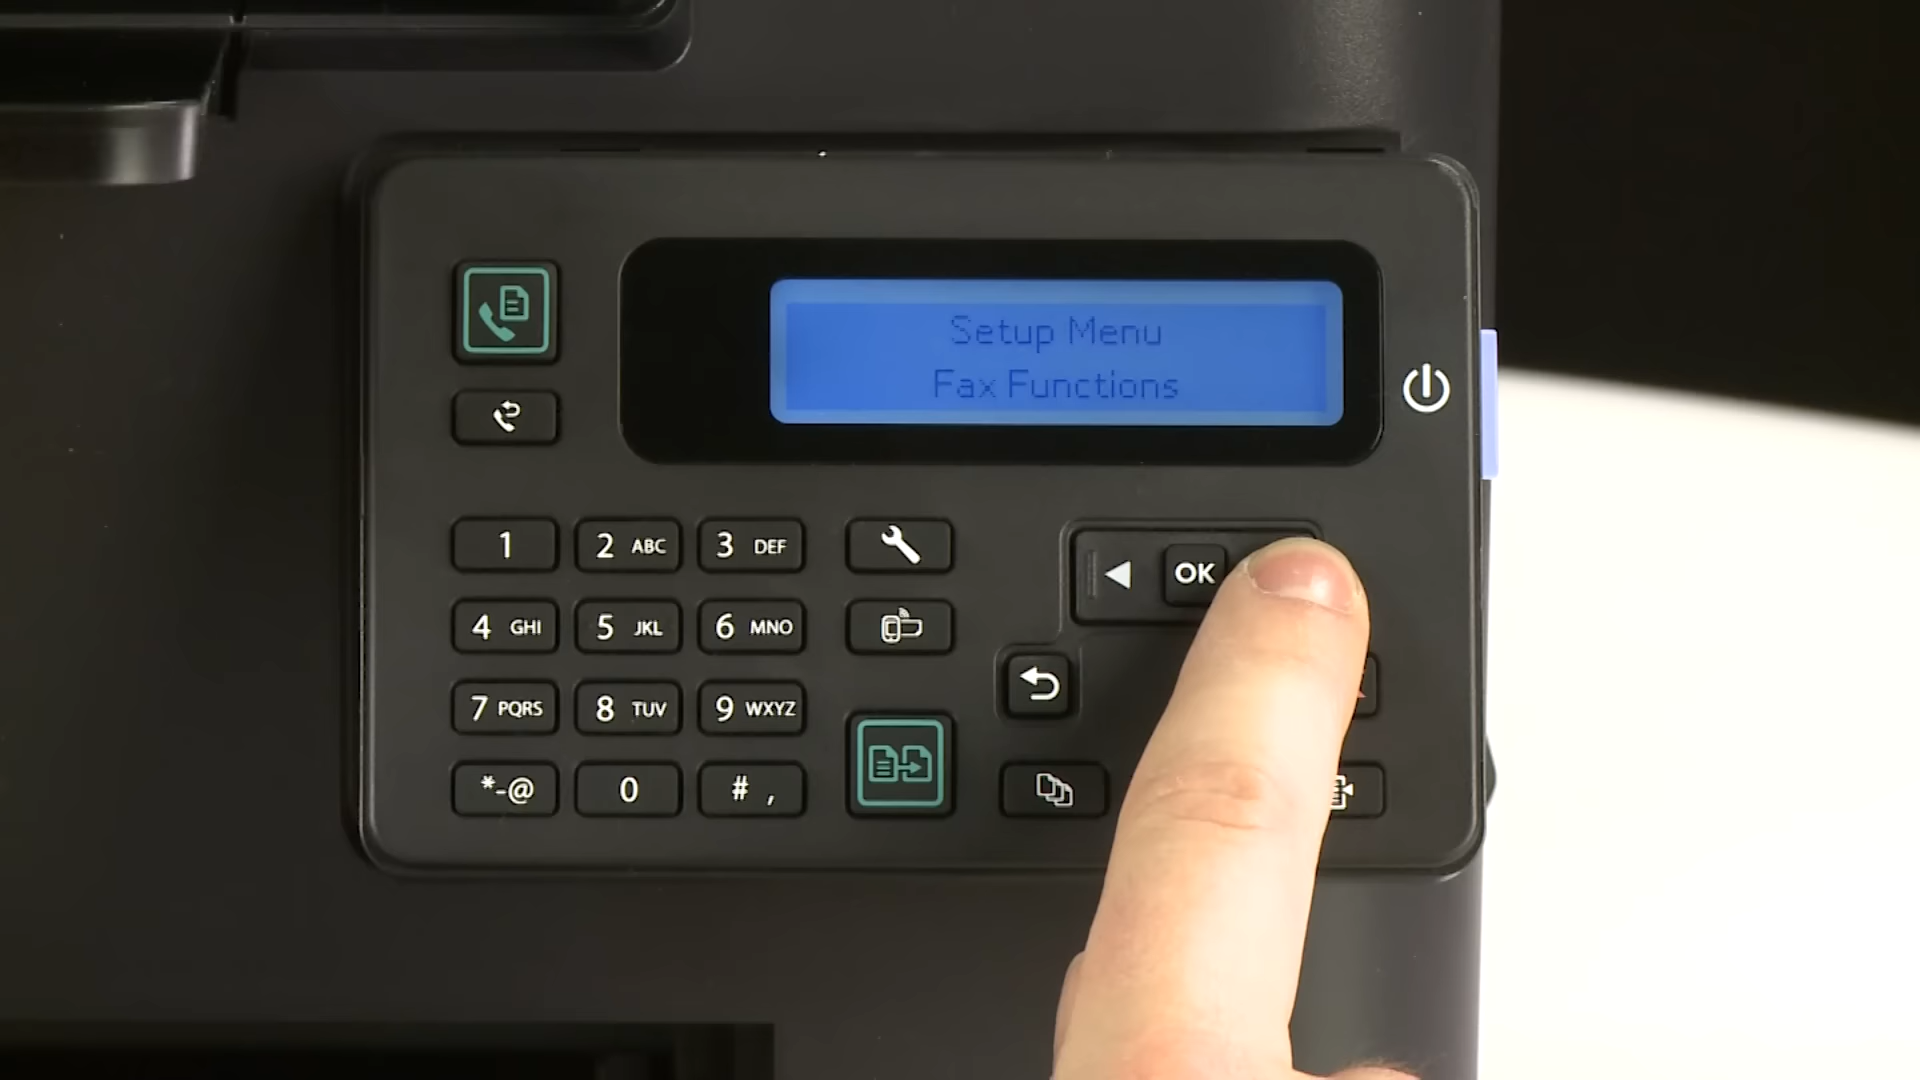 Setup Menu
Fax Functions
1
2 ABC
3 DEF
OK
4 GHI
5 JKL
6 MNO
7 PQRS
8 TUV
9 WXYZ
*-@
0
# ,